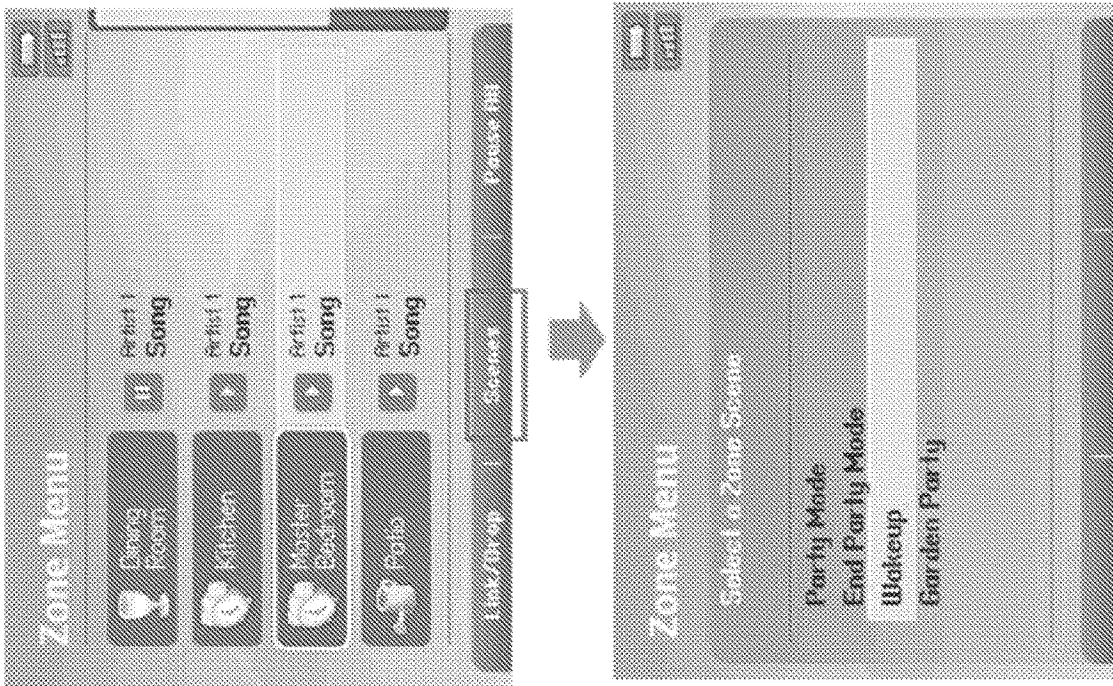 Zone Menu
Dining
Room
Artist 1
Song
Kitchen
Artist 1
Song
Master
Bedroom
Artist 1
Song
Patio
Artist 1
Song
Link/Drop
Scenes
Pause All
Zone Menu
Select a Zone Scene
Party Mode
End Party Mode
Wakeup
Garden Party